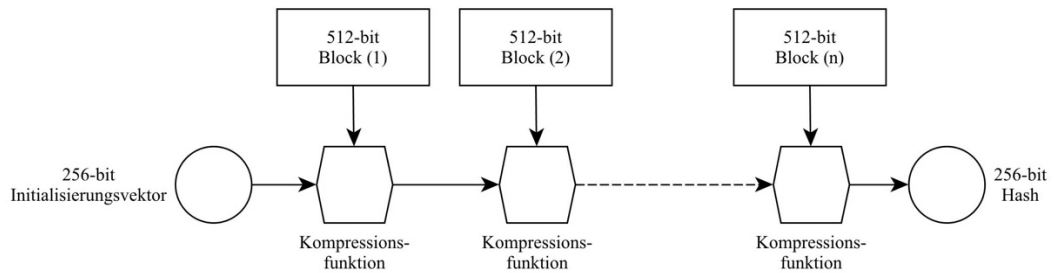 512-bit
Block (1)
512-bit
Block (2)
512-bit
Block (n)
256-bit
Initialisierungsvektor
256-bit
Hash
Kompressions-
funktion
Kompressions-
funktion
Kompressions-
funktion